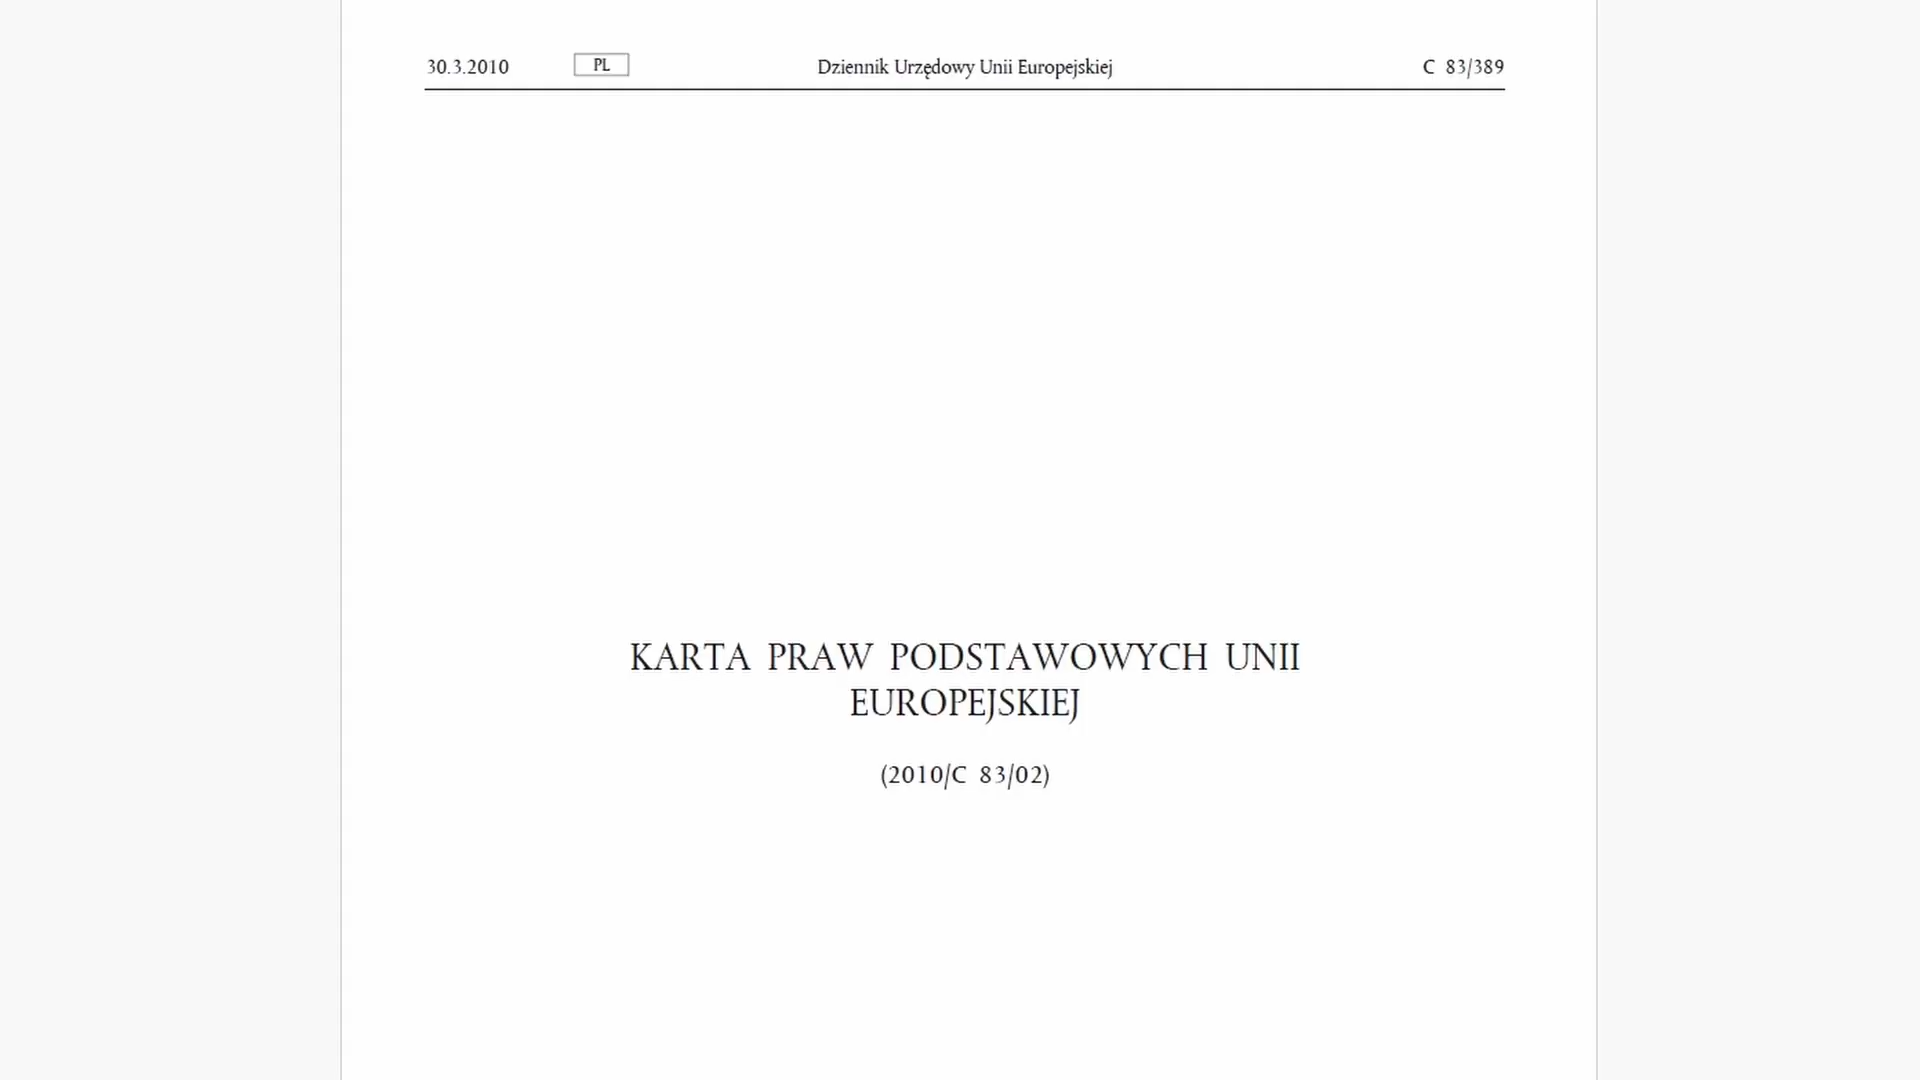 30.3.2010 PL Dziennik Urzędowy Unii Europejskiej C 83/389
KARTA PRAW PODSTAWOWYCH UNII
EUROPEJSKIEJ
(2010/C 83/02)